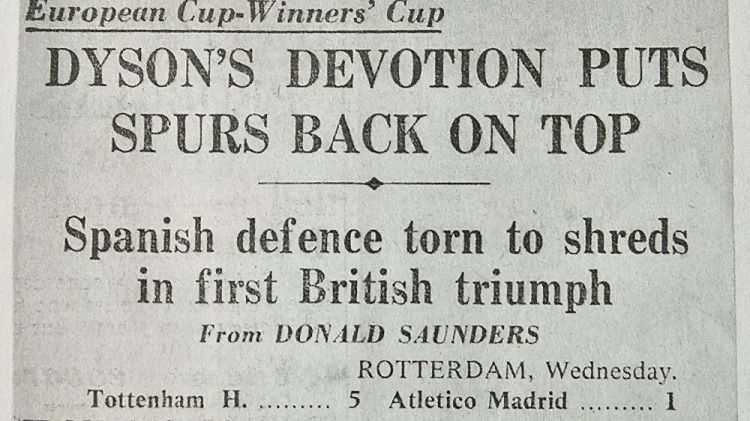 European Cup-Winners' Cup
DYSON'S DEVOTION PUTS
SPURS BACK ON TOP
Spanish defence torn to shreds
in first British triumph
From DONALD SAUNDERS
ROTTERDAM, Wednesday.
Tottenham H. ......... 5 Atletico Madrid ......... 1